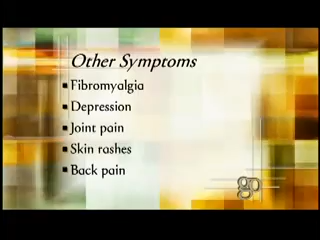 Other Symptoms
Fibromyalgia
Depression
Joint pain
Skin rashes
Back pain
gp